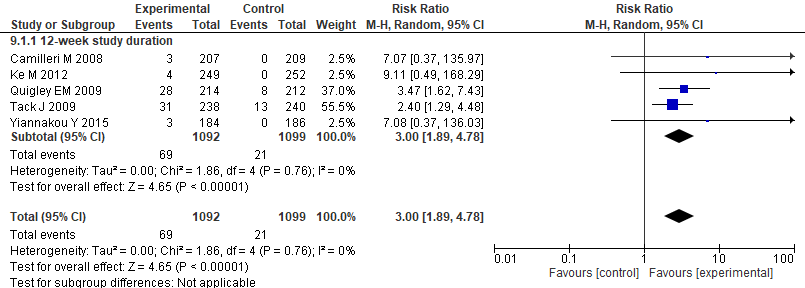 Experimental Control Risk Ratio Risk Ratio
Study or Subgroup Events Total Events Total Weight M-H, Random, 95% CI M-H, Random, 95% CI
9.1.1 12-week study duration
Camilleri M 2008 3 207 0 209 2.5% 7.07 [0.37, 135.97]
Ke M 2012 4 249 0 252 2.5% 9.11 [0.49, 168.29]
Quigley EM 2009 28 214 8 212 37.0% 3.47 [1.62, 7.43]
Tack J 2009 31 238 13 240 55.5% 2.40 [1.29, 4.48]
Yiannakou Y 2015 3 184 0 186 2.5% 7.08 [0.37, 136.03]
Subtotal (95% CI) 1092 1099 100.0% 3.00 [1.89, 4.78]
Total events 69 21
Heterogeneity: Tau² = 0.00; Chi² = 1.86, df = 4 (P = 0.76); I² = 0%
Test for overall effect: Z = 4.65 (P < 0.00001)
Total (95% CI) 1092 1099 100.0% 3.00 [1.89, 4.78]
Total events 69 21
Heterogeneity: Tau² = 0.00; Chi² = 1.86, df = 4 (P = 0.76); I² = 0%
Test for overall effect: Z = 4.65 (P < 0.00001)
Test for subgroup differences: Not applicable
0.01 0.1 1 10 100
Favours [control] Favours [experimental]